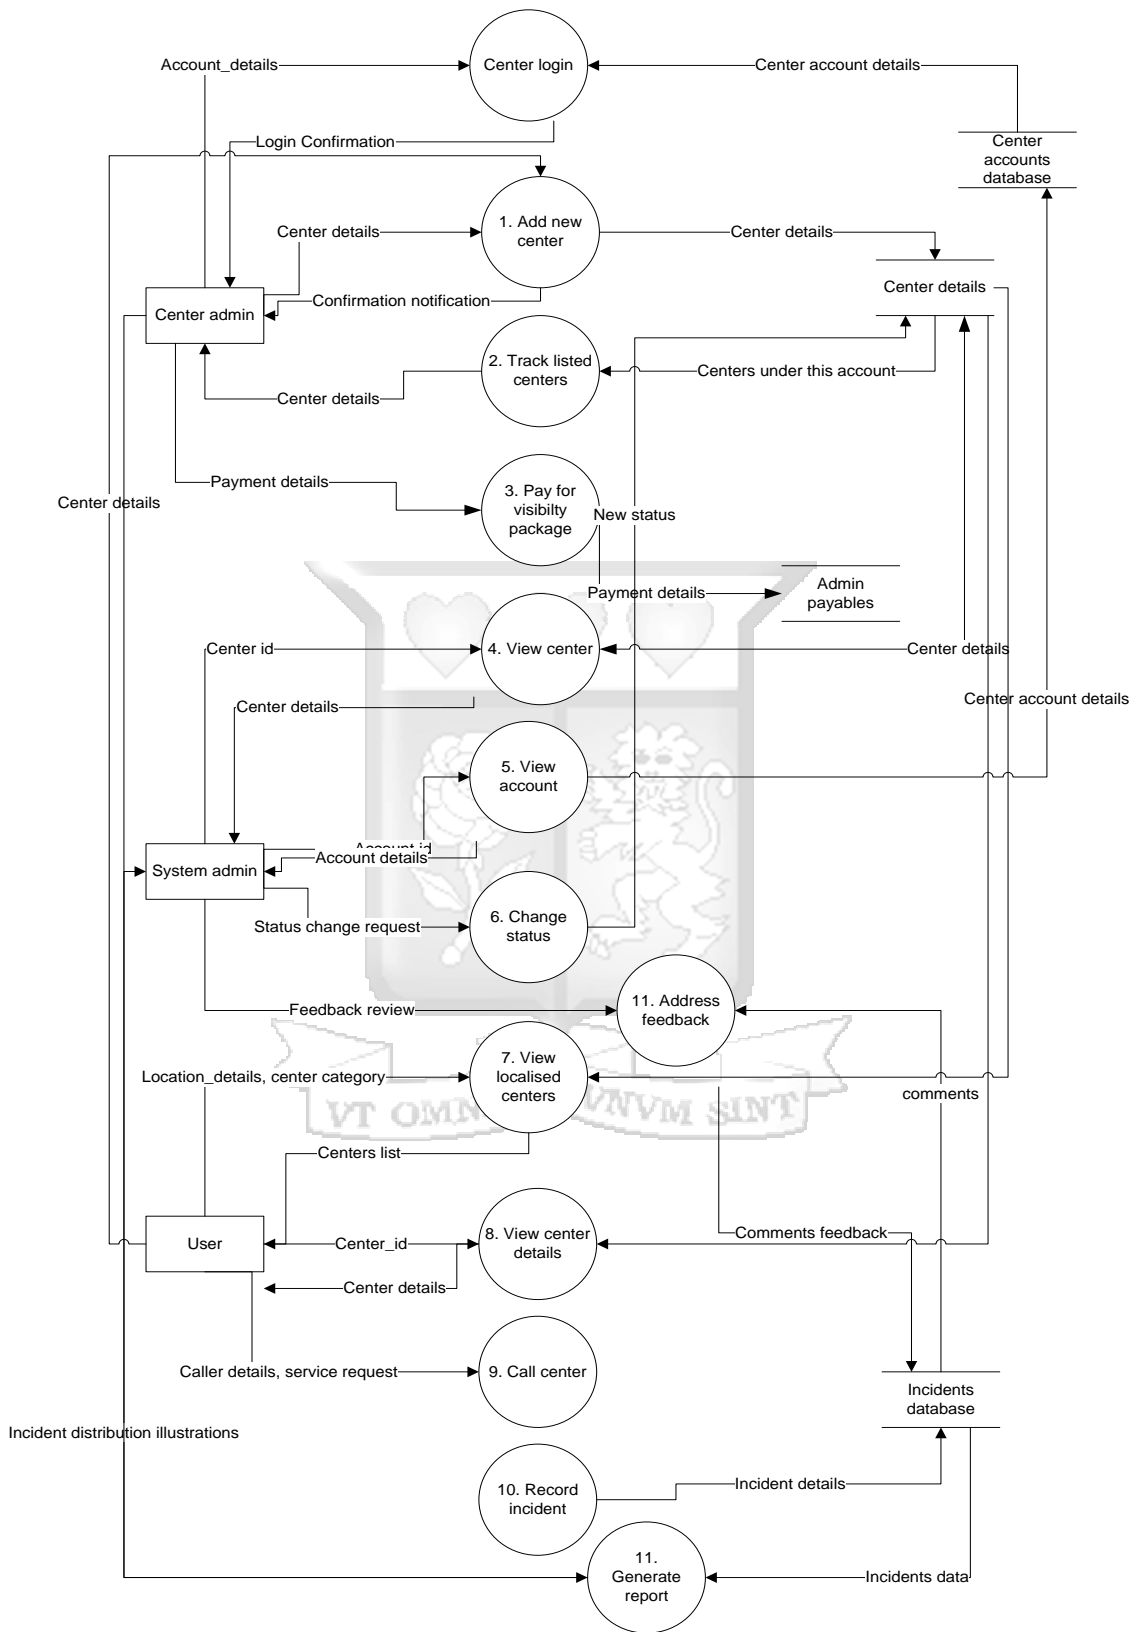 Account_details
Center login
Center account details
Login Confirmation
Center
accounts
database
Center details
1. Add new
center
Center details
Center details
Confirmation notification
Center admin
2. Track listed
centers
Centers under this account
Center details
Payment details
3. Pay for
visibilty
package
New status
Center details
Payment details
Admin
payables
Center id
4. View center
Center details
Center details
Center account details
5. View
account
Account id
Account details
System admin
Status change request
6. Change
status
Feedback review
11. Address
feedback
Location_details, center category
7. View
localised
centers
comments
VT OMN
VNVM SINT
Centers list
User
Center_id
8. View center
details
Comments feedback
Center details
Caller details, service request
9. Call center
Incidents
database
Incident distribution illustrations
10. Record
incident
Incident details
11.
Generate
report
Incidents data